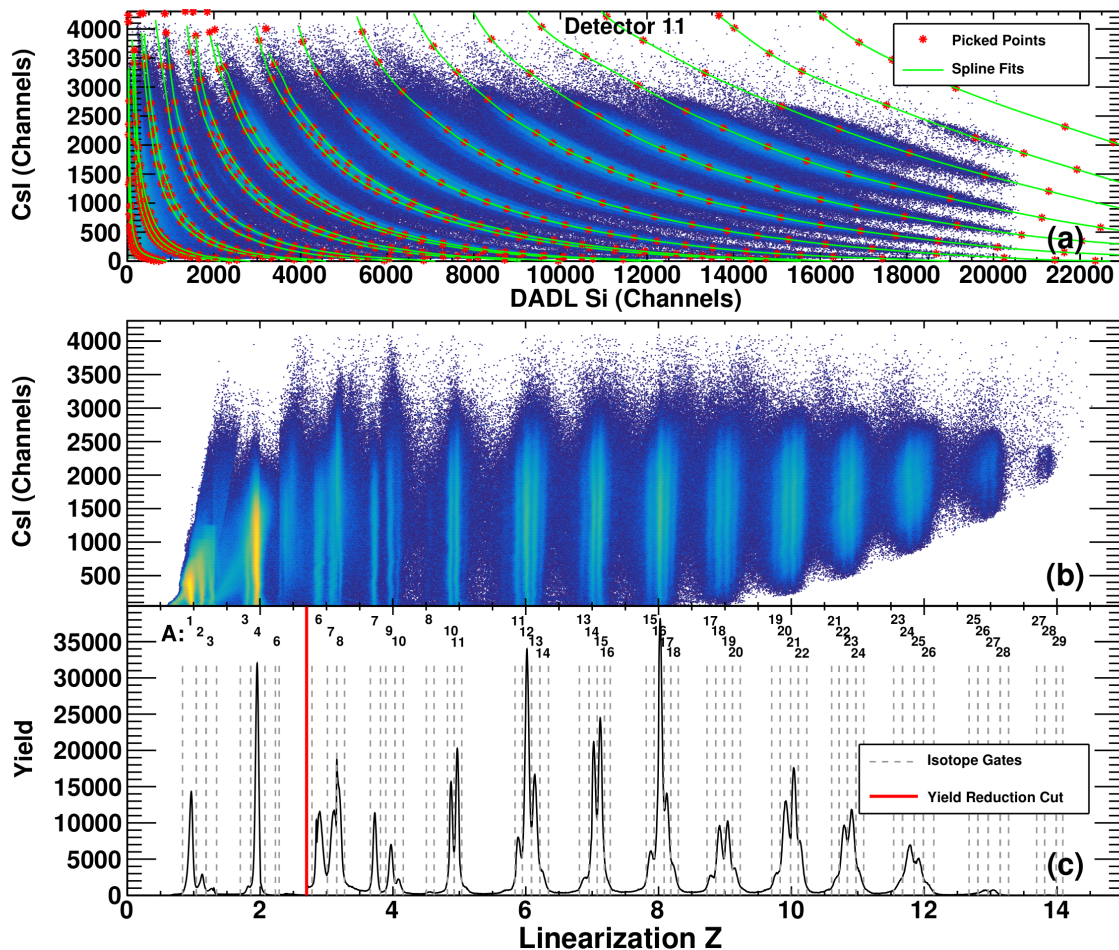 Detector 11
Picked Points
Spline Fits
CsI (Channels)
4000
3500
3000
2500
2000
1500
1000
500
0
(a)
0 2000 4000 6000 8000 10000 12000 14000 16000 18000 20000 22000
DADL Si (Channels)
CsI (Channels)
4000
3500
3000
2500
2000
1500
1000
500
(b)
A: 1 2 3 3 4 6 6 7 8 7 9 10 8 10 11 11 12 13 14 13 14 15 16 15 16 17 18 17 18 19 20 19 20 21 22 21 22 23 24 23 24 25 26 25 26 27 28 27 28 29
Yield
35000
30000
25000
20000
15000
10000
5000
0
Isotope Gates
Yield Reduction Cut
(c)
0 2 4 6 8 10 12 14
Linearization Z